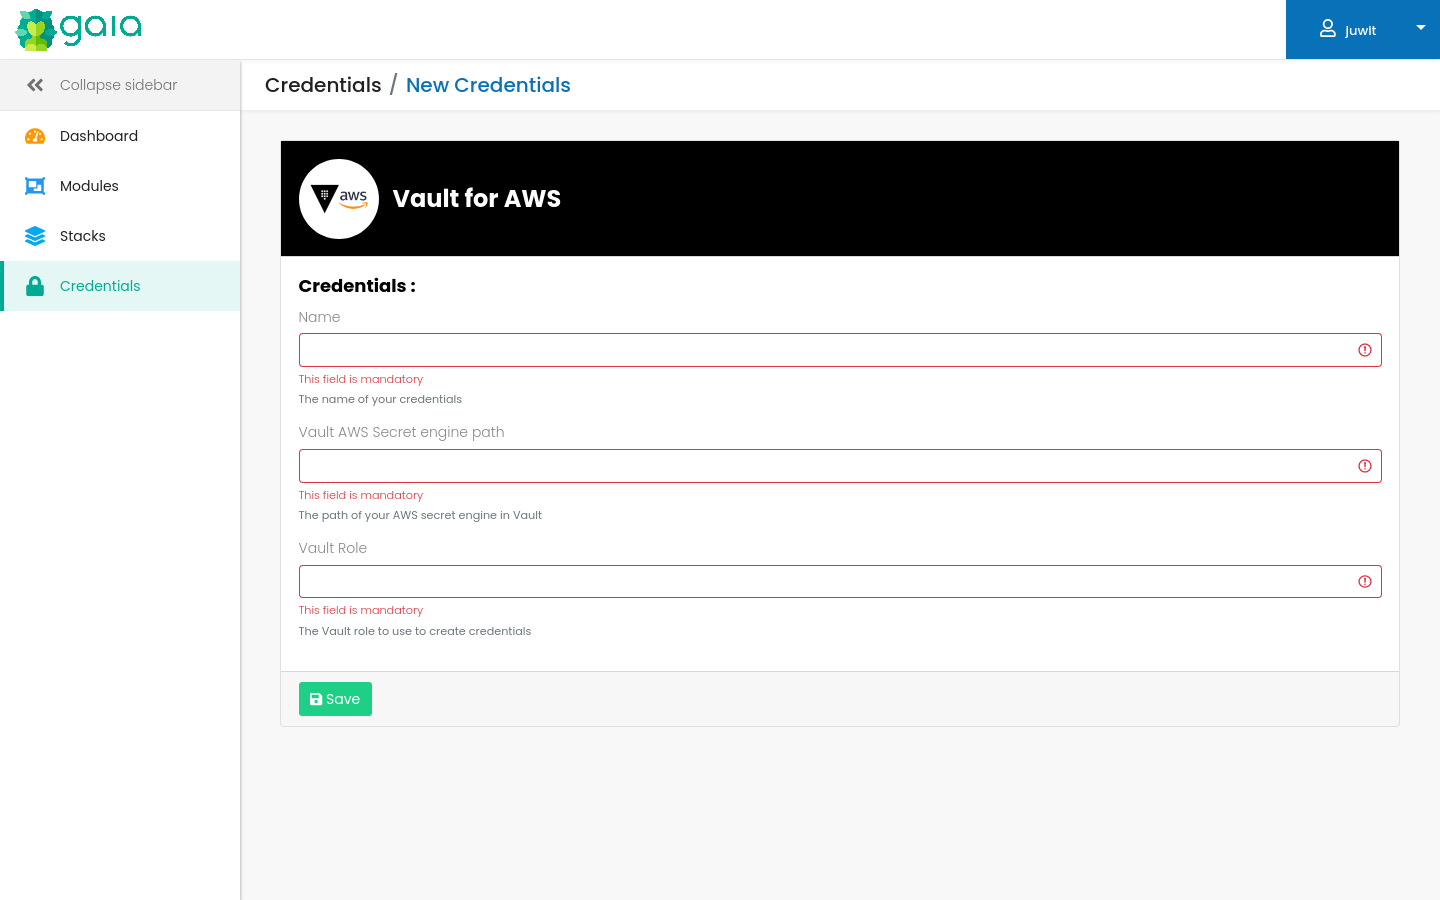 gaia
juwit
Collapse sidebar
Credentials / New Credentials
Dashboard
Modules
Stacks
Credentials
aws
Vault for AWS
Credentials :
Name
This field is mandatory
The name of your credentials
Vault AWS Secret engine path
This field is mandatory
The path of your AWS secret engine in Vault
Vault Role
This field is mandatory
The Vault role to use to create credentials
Save